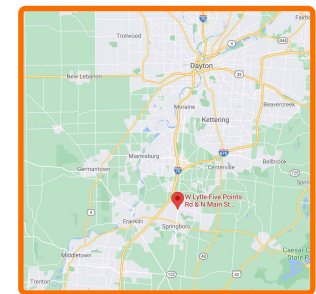 Fairbo
Trotwood
Dayton
New Lebanon
Beavercreek
Moraine
Kettering
Miamisburg
Centerville
Bellbrook
Germantown
Sprin
W Lytle Five Points
Rd & N Main St...
Franklin
Springboro
Middletown
Caesar C
State P
Trenton